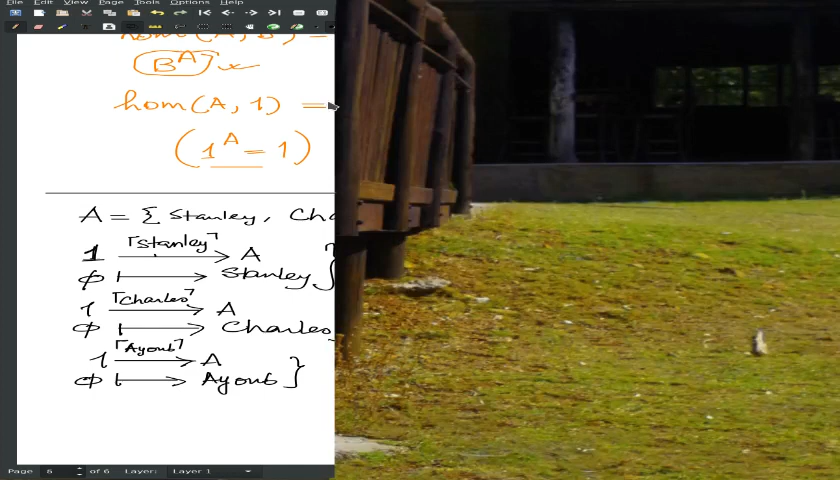 File Edit View Page Tools Options Help
hom(A, B) =
B^A
hom(A, 1) =
(1^A = 1)
A = { Stanley, Cha
1 ⌜Stanley⌝ → A
φ ↦ Stanley }
1 ⌜Charles⌝ → A
φ ↦ Charles
1 ⌜Ayoub⌝ → A
φ ↦ Ayoub }
Page 6 of 6 Layer: Layer 1